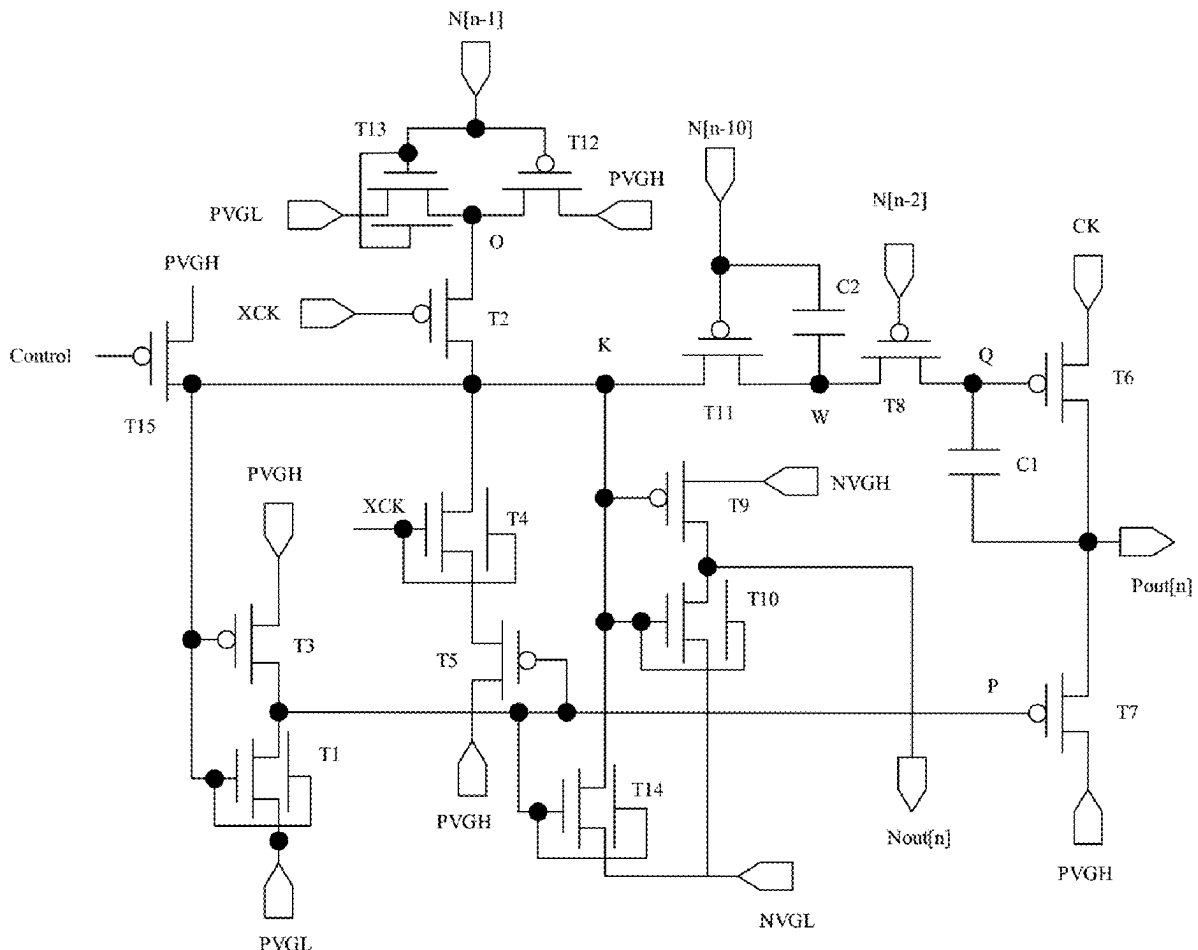 N[n-1]
T13
T12
N[n-10]
PVGL
PVGH
N[n-2]
CK
O
PVGH
XCK
T2
C2
Control
K
Q
T6
T15
T11
W
T8
C1
PVGH
NVGH
XCK
T4
T9
Pout[n]
T10
T3
T5
P
T7
T1
PVGH
T14
Nout[n]
PVGH
NVGL
PVGL